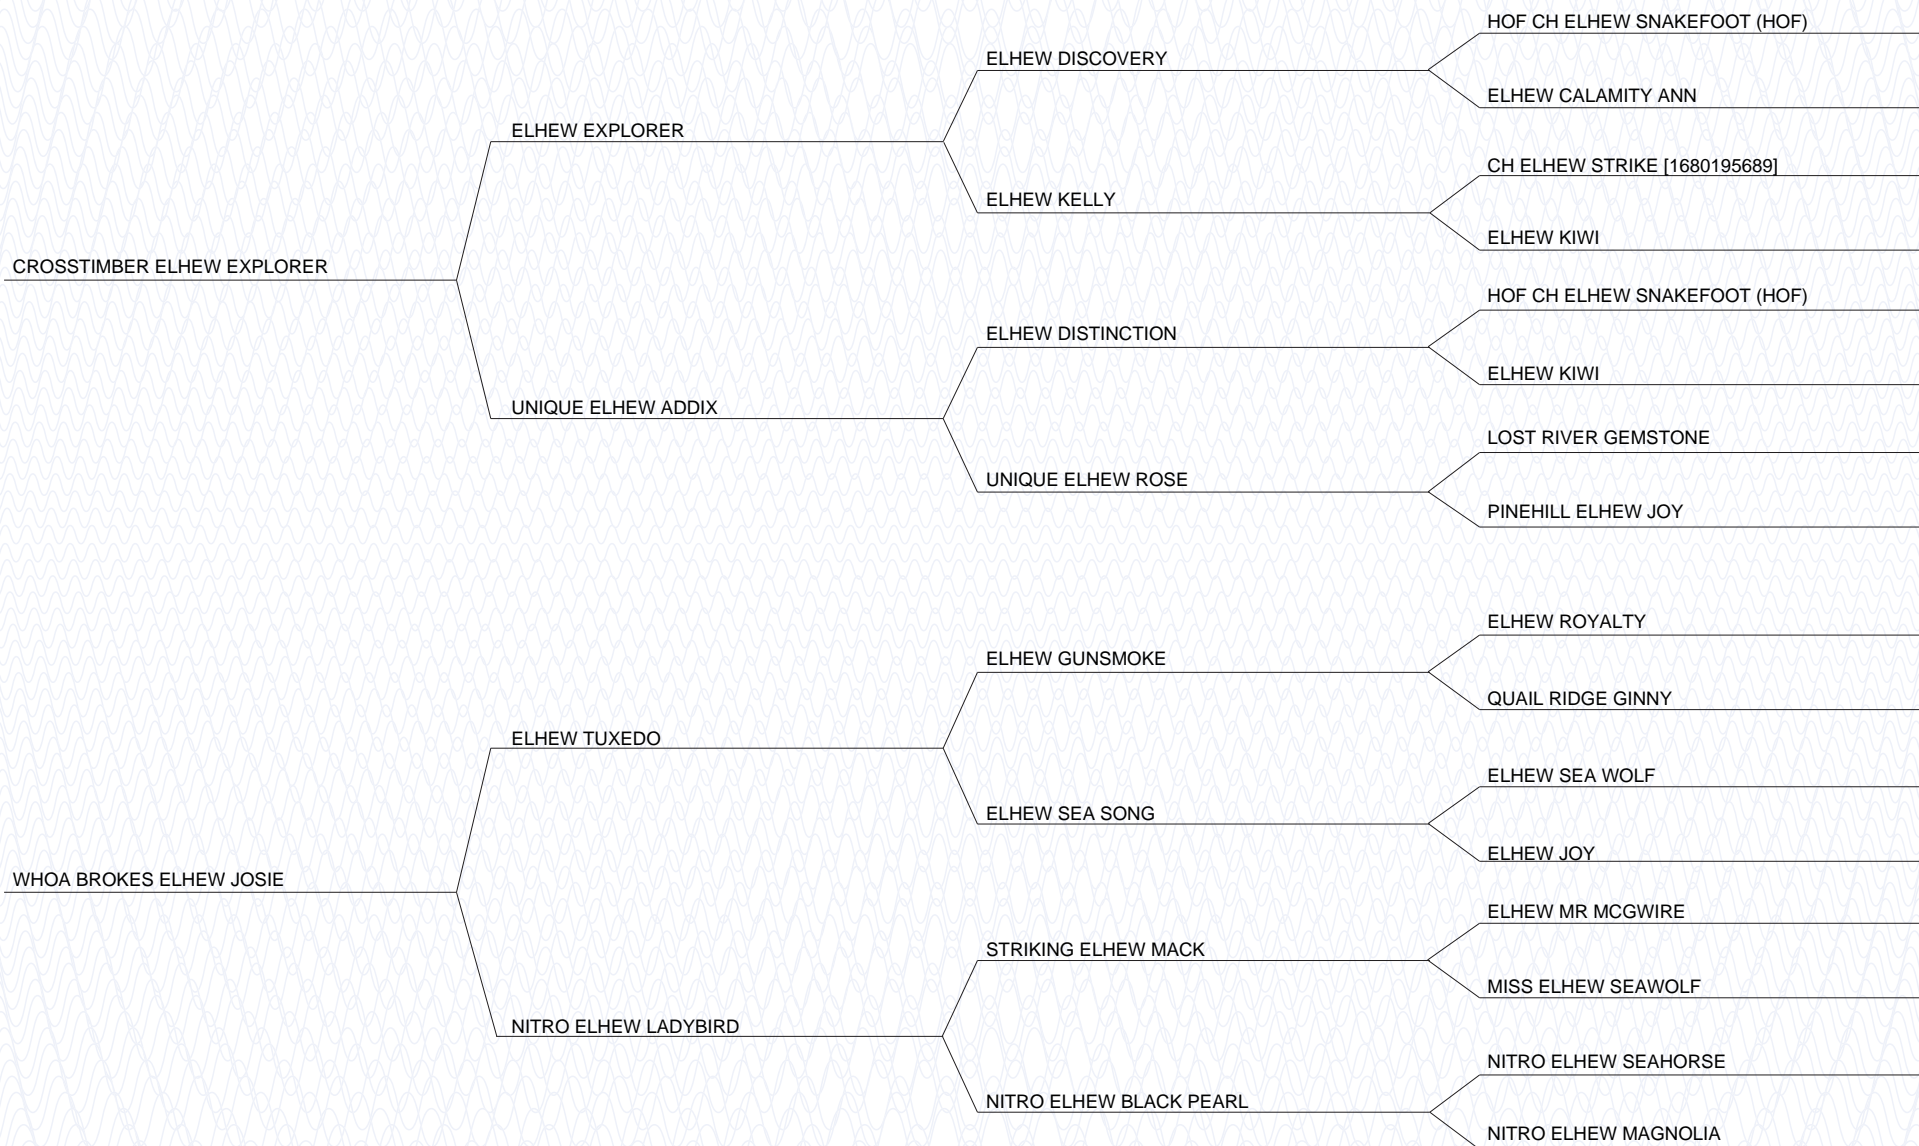 HOF CH ELHEW SNAKEFOOT (HOF)
ELHEW DISCOVERY
ELHEW CALAMITY ANN
ELHEW EXPLORER
CH ELHEW STRIKE [1680195689]
ELHEW KELLY
ELHEW KIWI
CROSSTIMBER ELHEW EXPLORER
HOF CH ELHEW SNAKEFOOT (HOF)
ELHEW DISTINCTION
ELHEW KIWI
UNIQUE ELHEW ADDIX
LOST RIVER GEMSTONE
UNIQUE ELHEW ROSE
PINEHILL ELHEW JOY
ELHEW ROYALTY
ELHEW GUNSMOKE
QUAIL RIDGE GINNY
ELHEW TUXEDO
ELHEW SEA WOLF
ELHEW SEA SONG
ELHEW JOY
WHOA BROKES ELHEW JOSIE
ELHEW MR MCGWIRE
STRIKING ELHEW MACK
MISS ELHEW SEAWOLF
NITRO ELHEW LADYBIRD
NITRO ELHEW SEAHORSE
NITRO ELHEW BLACK PEARL
NITRO ELHEW MAGNOLIA